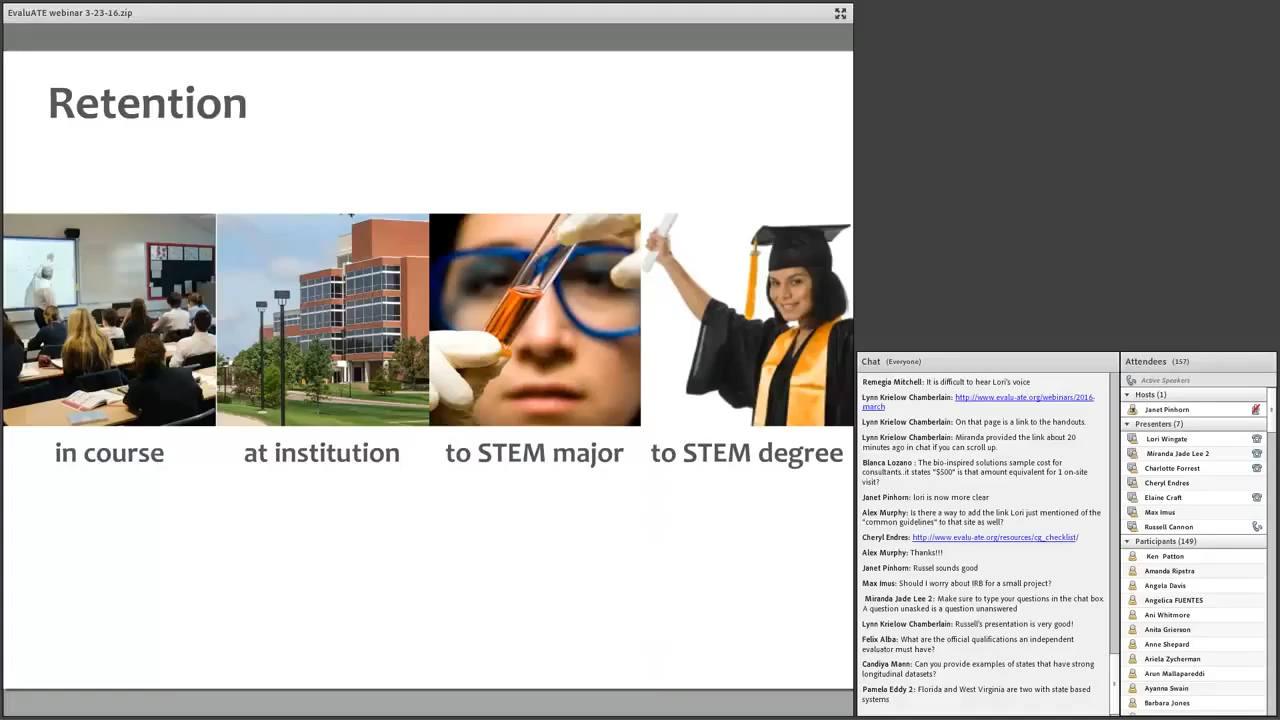 EvaluATE webinar 3-23-16.zip
Retention
in course
at institution
to STEM major
to STEM degree
Chat (Everyone)
Remegia Mitchell: It is difficult to hear Lori's voice
Lynn Krielow Chamberlain: http://www.evalu-ate.org/webinars/2016-
march
Lynn Krielow Chamberlain: On that page is a link to the handouts.
Lynn Krielow Chamberlain: Miranda provided the link about 20
minutes ago in chat if you can scroll up.
Blanca Lozano : The bio-inspired solutions sample cost for
consultants..it states "$500" is that amount equivalent for 1 on-site
visit?
Janet Pinhorn: lori is now more clear
Alex Murphy: Is there a way to add the link Lori just mentioned of the
"common guidelines" to that site as well?
Cheryl Endres: http://www.evalu-ate.org/resources/cg_checklist/
Alex Murphy: Thanks!!!
Janet Pinhorn: Russel sounds good
Max Imus: Should I worry about IRB for a small project?
Miranda Jade Lee 2: Make sure to type your questions in the chat box.
A question unasked is a question unanswered
Lynn Krielow Chamberlain: Russell's presentation is very good!
Felix Alba: What are the official qualifications an independent
evaluator must have?
Candiya Mann: Can you provide examples of states that have strong
longitudinal datasets?
Pamela Eddy 2: Florida and West Virginia are two with state based
systems
Attendees (157)
Active Speakers
Hosts (1)
Janet Pinhorn
Presenters (7)
Lori Wingate
Miranda Jade Lee 2
Charlotte Forrest
Cheryl Endres
Elaine Craft
Max Imus
Russell Cannon
Participants (149)
Ken Patton
Amanda Ripstra
Angela Davis
Angelica FUENTES
Ani Whitmore
Anita Grierson
Anne Shepard
Ariela Zycherman
Arun Mallapareddi
Ayanna Swain
Barbara Jones